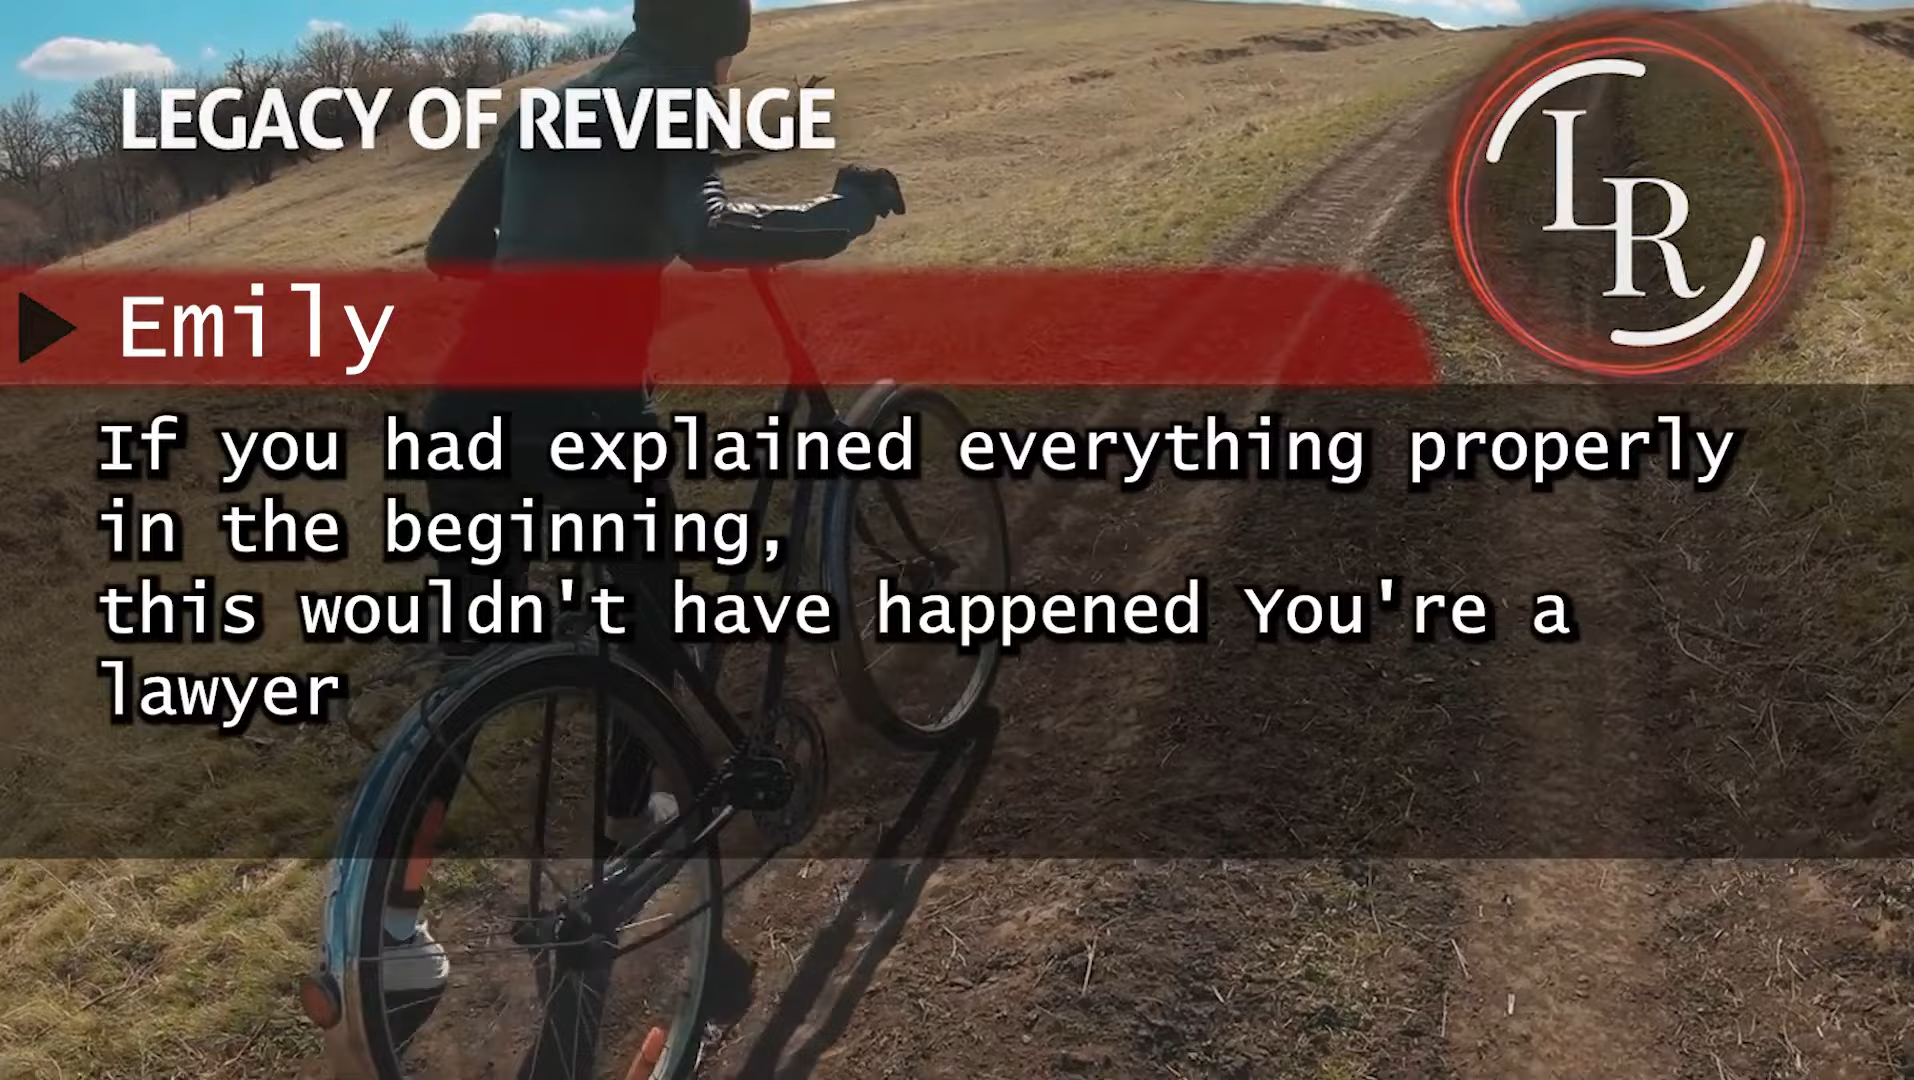 LEGACY OF REVENGE
LR
Emily
If you had explained everything properly
in the beginning,
this wouldn't have happened You're a
lawyer